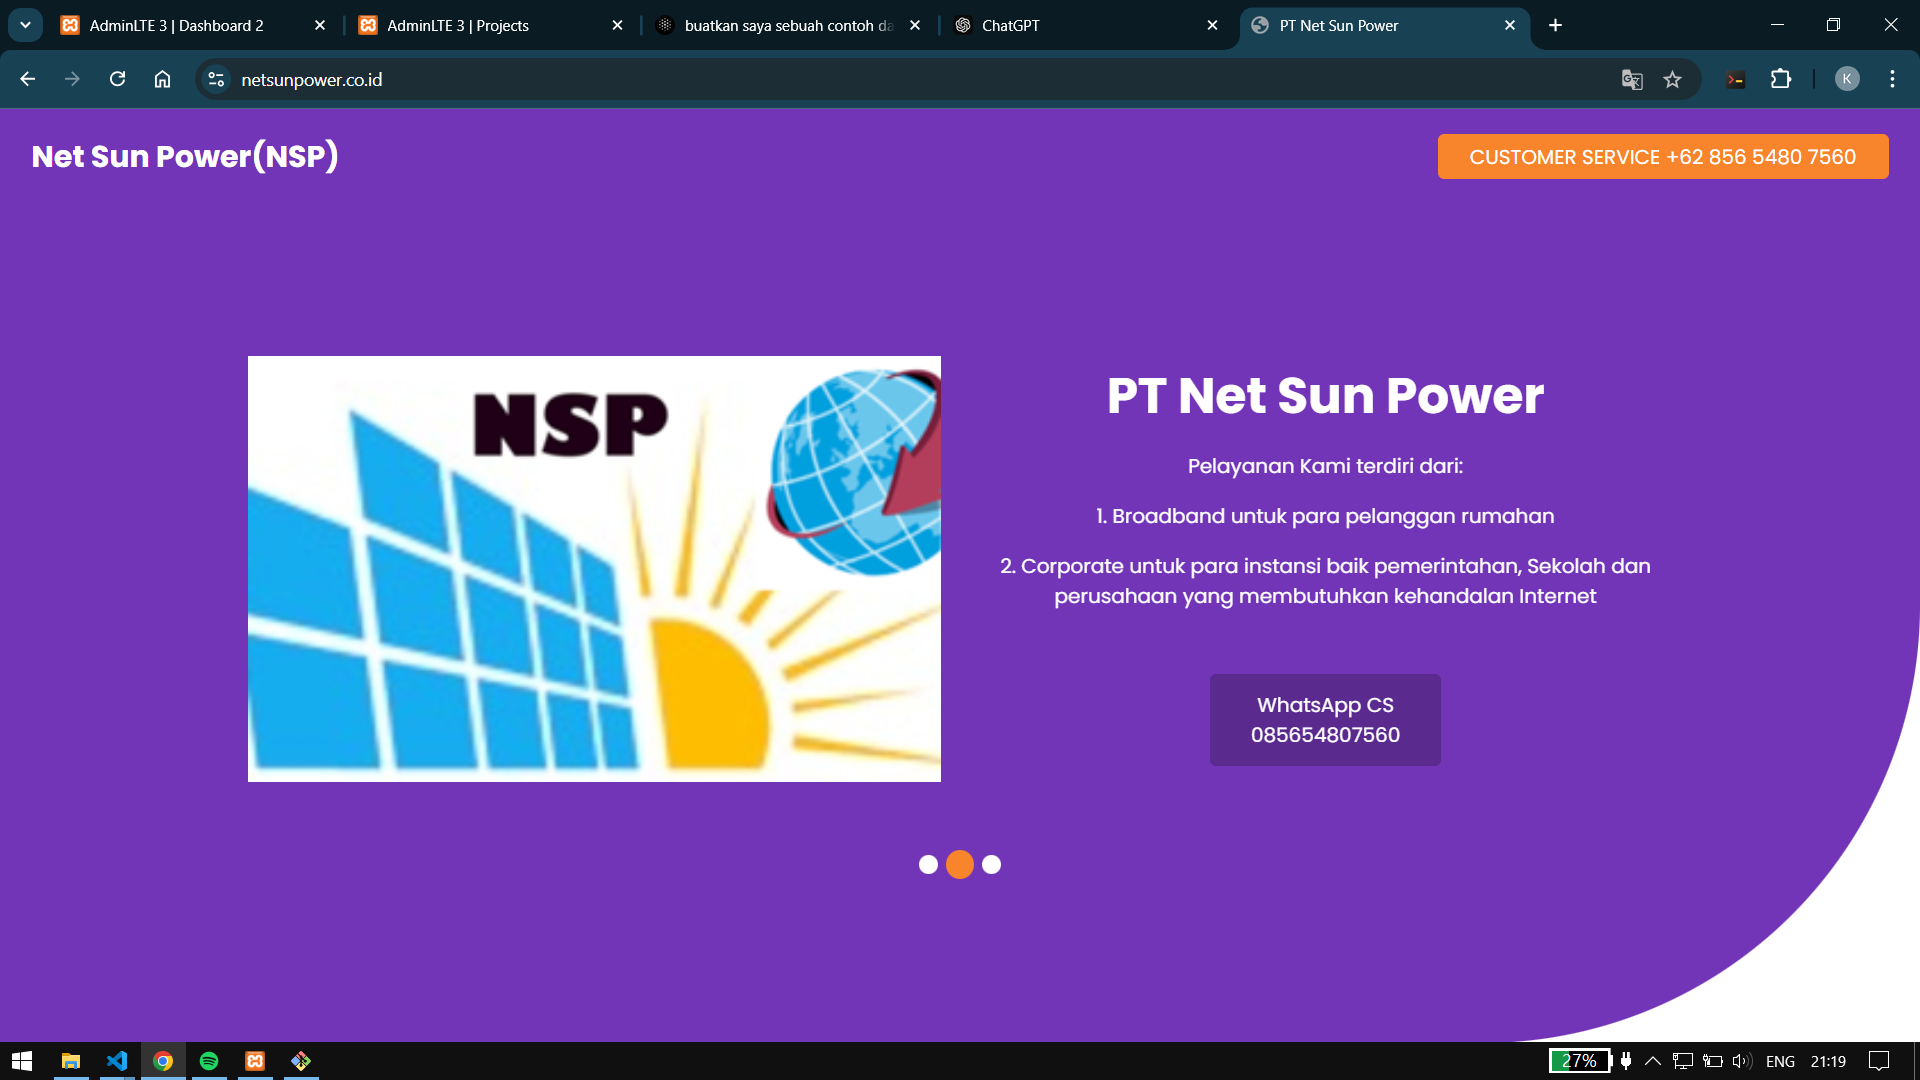 AdminLTE 3 | Dashboard 2
AdminLTE 3 | Projects
buatkan saya sebuah contoh da
ChatGPT
PT Net Sun Power
netsunpower.co.id
K
Net Sun Power(NSP)
CUSTOMER SERVICE +62 856 5480 7560
NSP
PT Net Sun Power
Pelayanan Kami terdiri dari:
1. Broadband untuk para pelanggan rumahan
2. Corporate untuk para instansi baik pemerintahan, Sekolah dan
perusahaan yang membutuhkan kehandalan Internet
WhatsApp CS
085654807560
27%
ENG
21:19